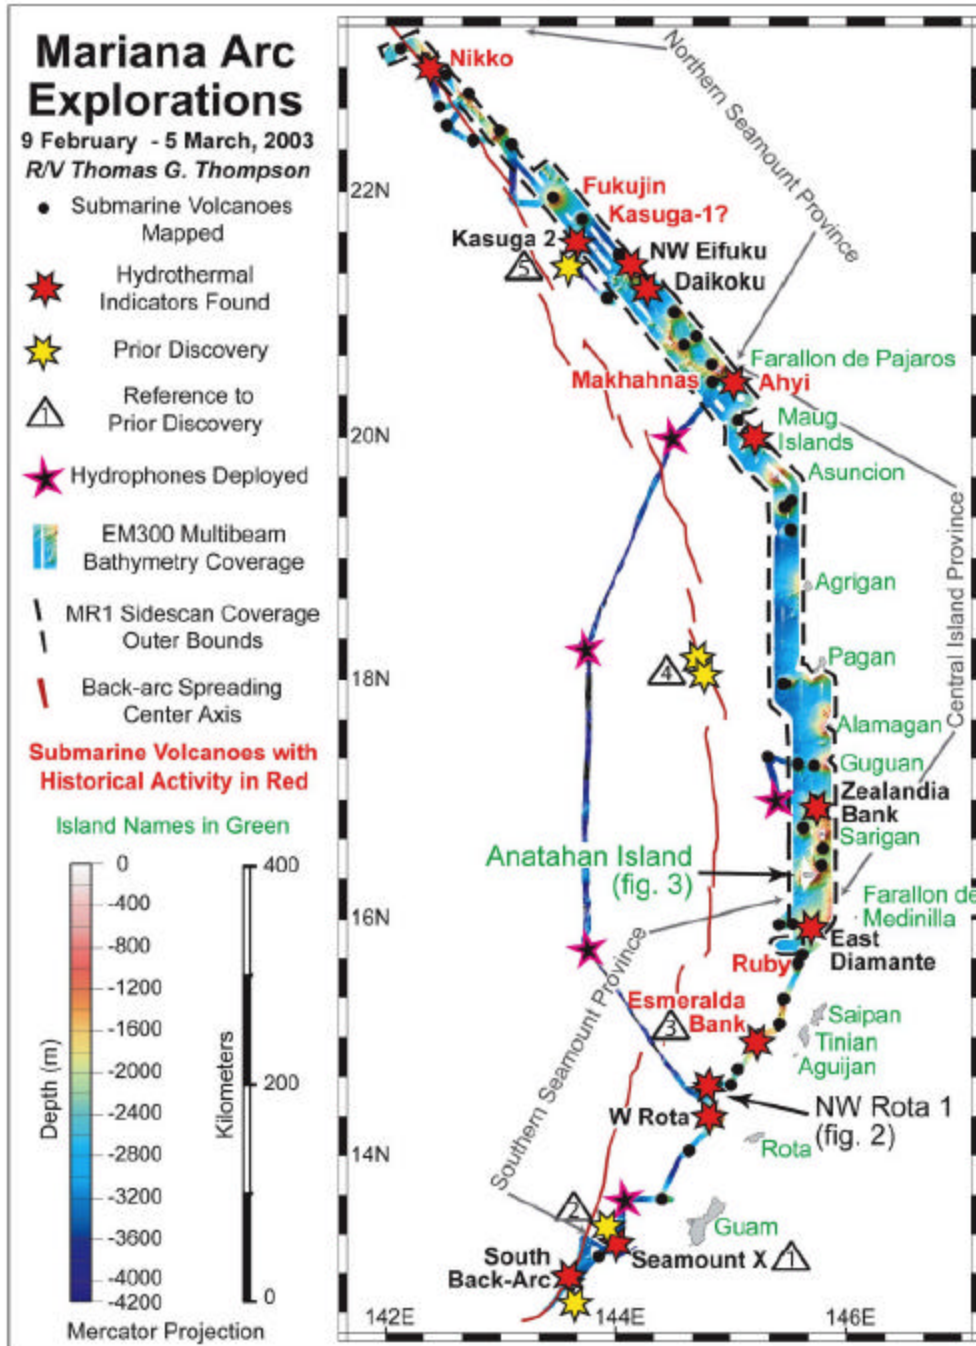 Mariana Arc
Explorations
9 February - 5 March, 2003
R/V Thomas G. Thompson
Submarine Volcanoes
Mapped
Hydrothermal
Indicators Found
Prior Discovery
1
Reference to
Prior Discovery
Hydrophones Deployed
EM300 Multibeam
Bathymetry Coverage
MR1 Sidescan Coverage
Outer Bounds
Back-arc Spreading
Center Axis
Submarine Volcanoes with
Historical Activity in Red
Island Names in Green
0
-400
-800
-1200
-1600
-2000
-2400
-2800
-3200
-3600
-4000
-4200
Depth (m)
400
200
0
Kilometers
Mercator Projection
Nikko
Northern Seamount Province
22N
Fukujin
Kasuga-1?
Kasuga 2
NW Eifuku
5
Daikoku
Farallon de Pajaros
Makhahnas
Ahyi
Maug
Islands
20N
Asuncion
Agrigan
Central Island Province
Pagan
4
18N
Alamagan
Guguan
Zealandia
Bank
Sarigan
Anatahan Island
(fig. 3)
Farallon de
Medinilla
16N
East
Diamante
Ruby
Southern Seamount Province
Esmeralda
Bank
3
Saipan
Tinian
Aguijan
NW Rota 1
(fig. 2)
W Rota
14N
Rota
2
Guam
Seamount X
1
South
Back-Arc
142E
144E
146E